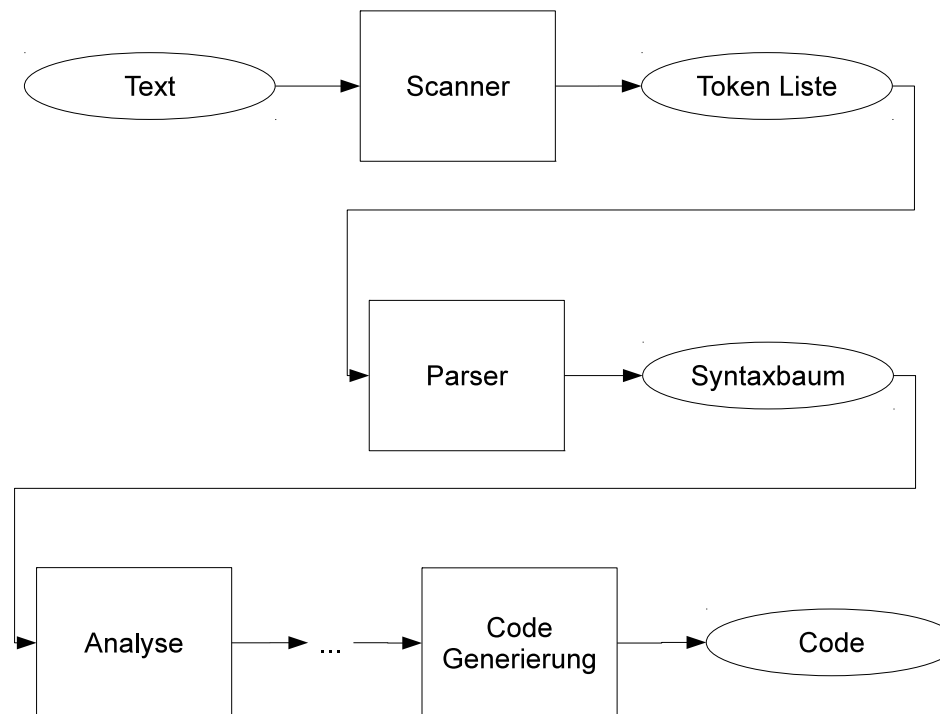 Text
Scanner
Token Liste
Parser
Syntaxbaum
Analyse
...
Code
Generierung
Code